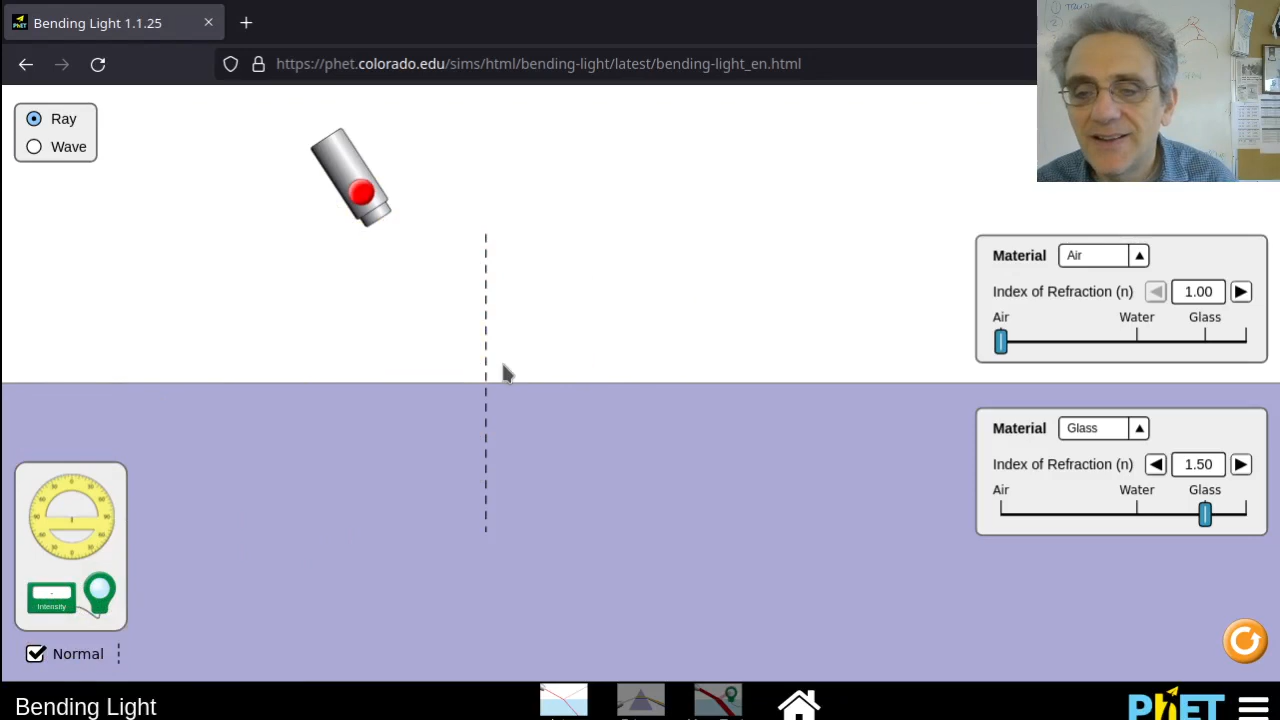 Bending Light 1.1.25
https://phet.colorado.edu/sims/html/bending-light/latest/bending-light_en.html
Ray
Wave
Material Air
Index of Refraction (n) 1.00
Air Water Glass
Material Glass
Index of Refraction (n) 1.50
Air Water Glass
Intensity
Normal
Bending Light
PhET